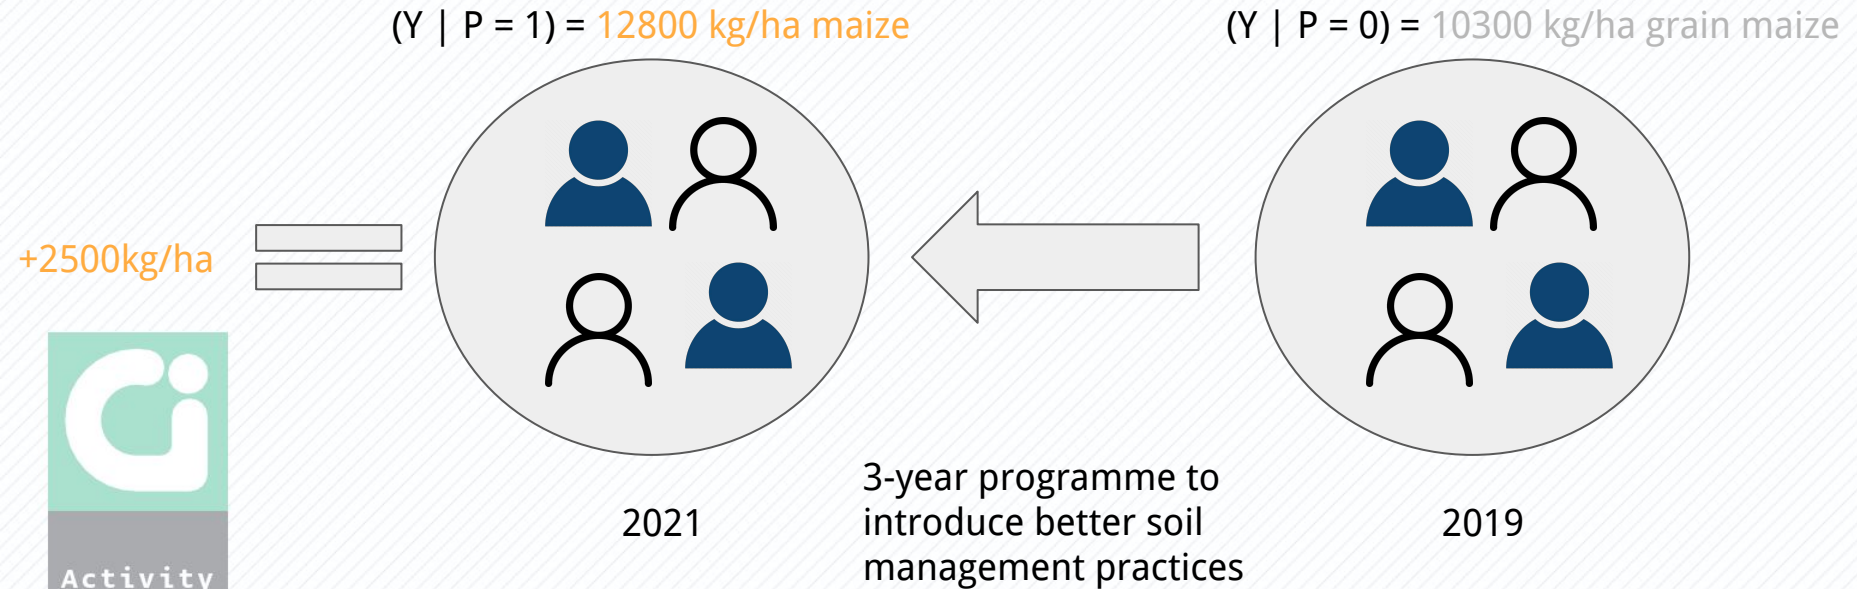 (Y | P = 1) = 12800 kg/ha maize
(Y | P = 0) = 10300 kg/ha grain maize
+2500kg/ha
3-year programme to
introduce better soil
management practices
2021
2019
Activity